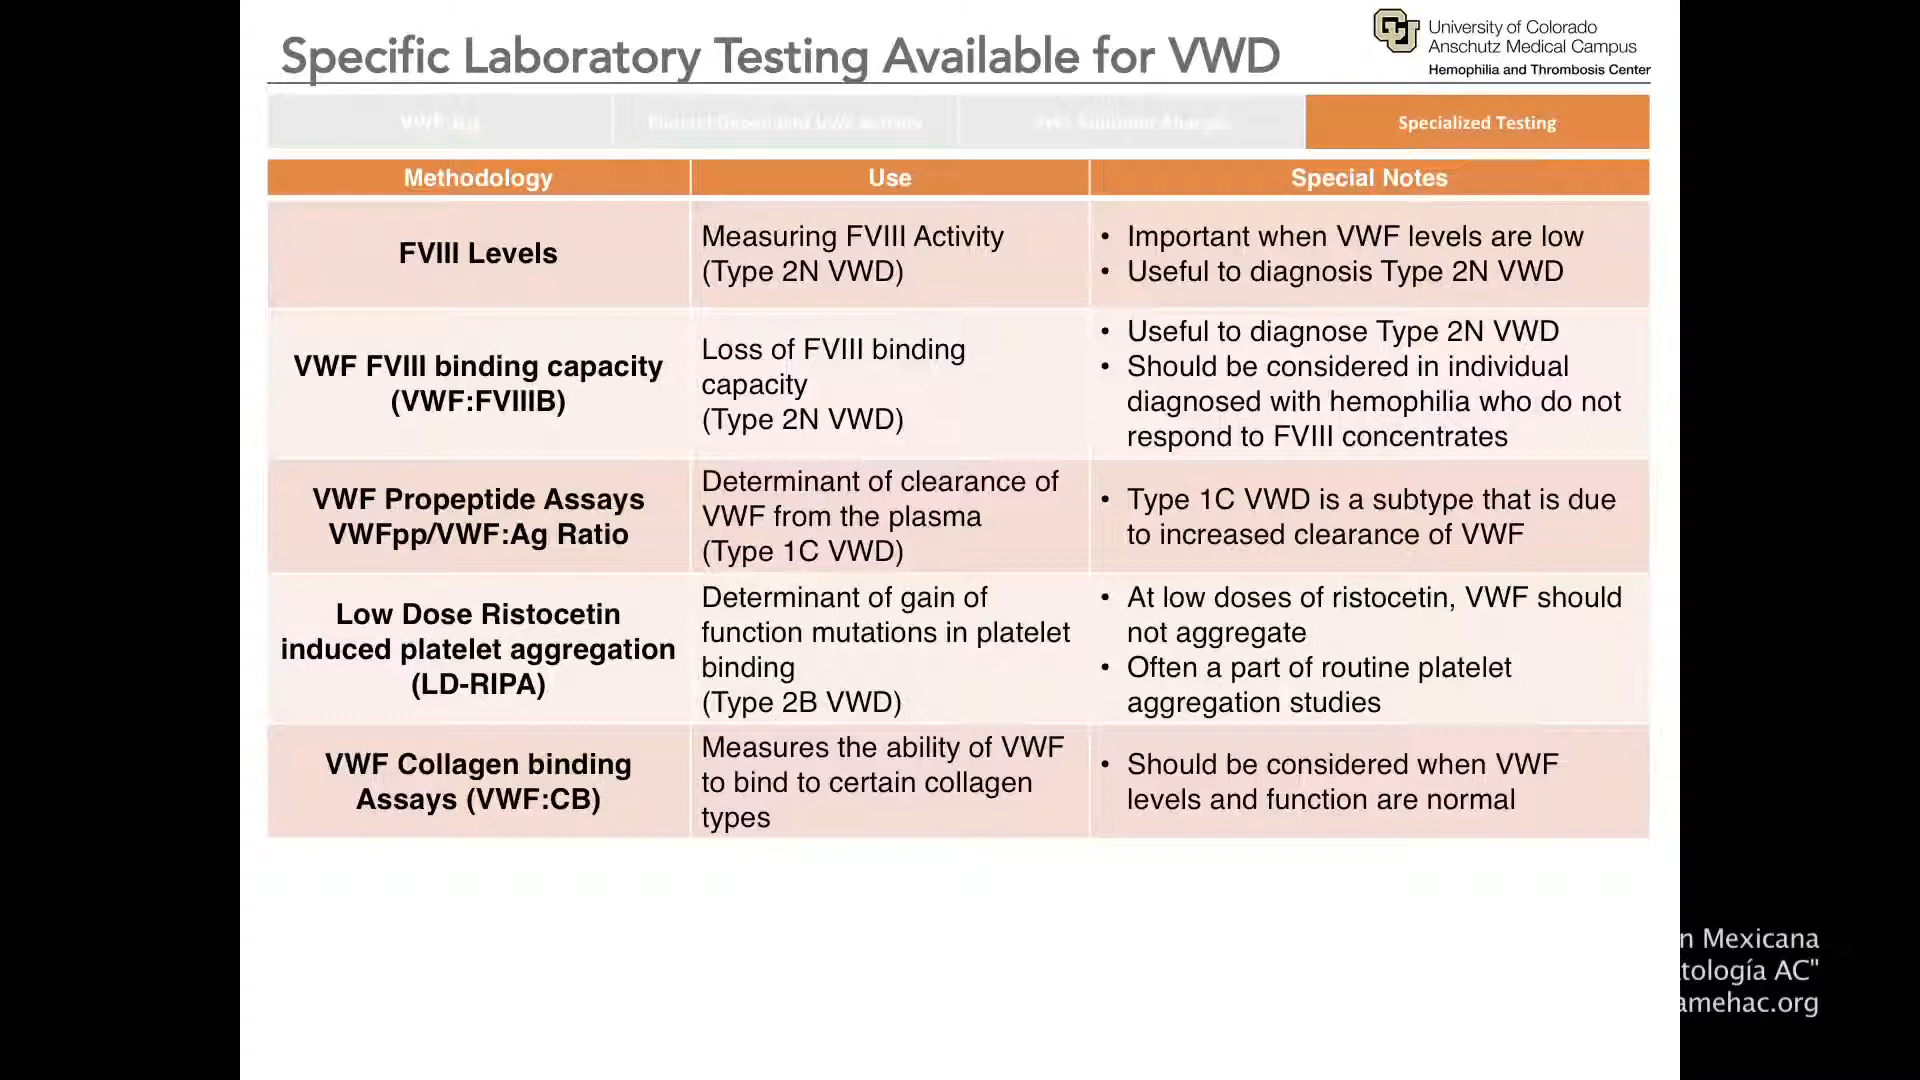 Specific Laboratory Testing Available for VWD
University of Colorado
Anschutz Medical Campus
Hemophilia and Thrombosis Center
Specialized Testing
Methodology
Use
Special Notes
FVIII Levels
Measuring FVIII Activity
(Type 2N VWD)
• Important when VWF levels are low
• Useful to diagnosis Type 2N VWD
VWF FVIII binding capacity
(VWF:FVIIIB)
Loss of FVIII binding
capacity
(Type 2N VWD)
• Useful to diagnose Type 2N VWD
• Should be considered in individual
diagnosed with hemophilia who do not
respond to FVIII concentrates
VWF Propeptide Assays
VWFpp/VWF:Ag Ratio
Determinant of clearance of
VWF from the plasma
(Type 1C VWD)
• Type 1C VWD is a subtype that is due
to increased clearance of VWF
Low Dose Ristocetin
induced platelet aggregation
(LD-RIPA)
Determinant of gain of
function mutations in platelet
binding
(Type 2B VWD)
• At low doses of ristocetin, VWF should
not aggregate
• Often a part of routine platelet
aggregation studies
VWF Collagen binding
Assays (VWF:CB)
Measures the ability of VWF
to bind to certain collagen
types
• Should be considered when VWF
levels and function are normal
n Mexicana
tología AC"
amehac.org